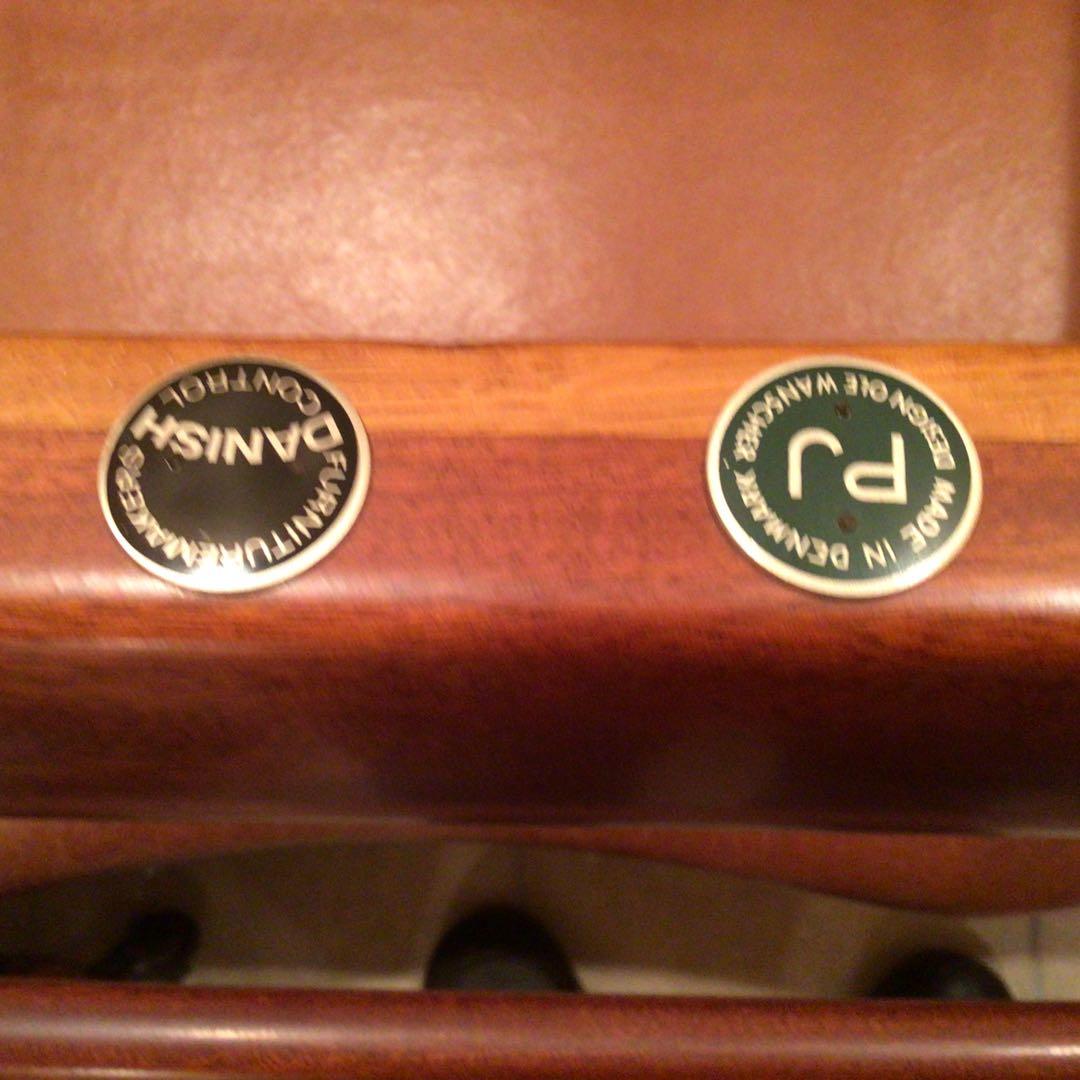 DANISH
FURNITUREMAKERS
CONTROL
PJ
DESIGN OLE WANSCHER
MADE IN DENMARK